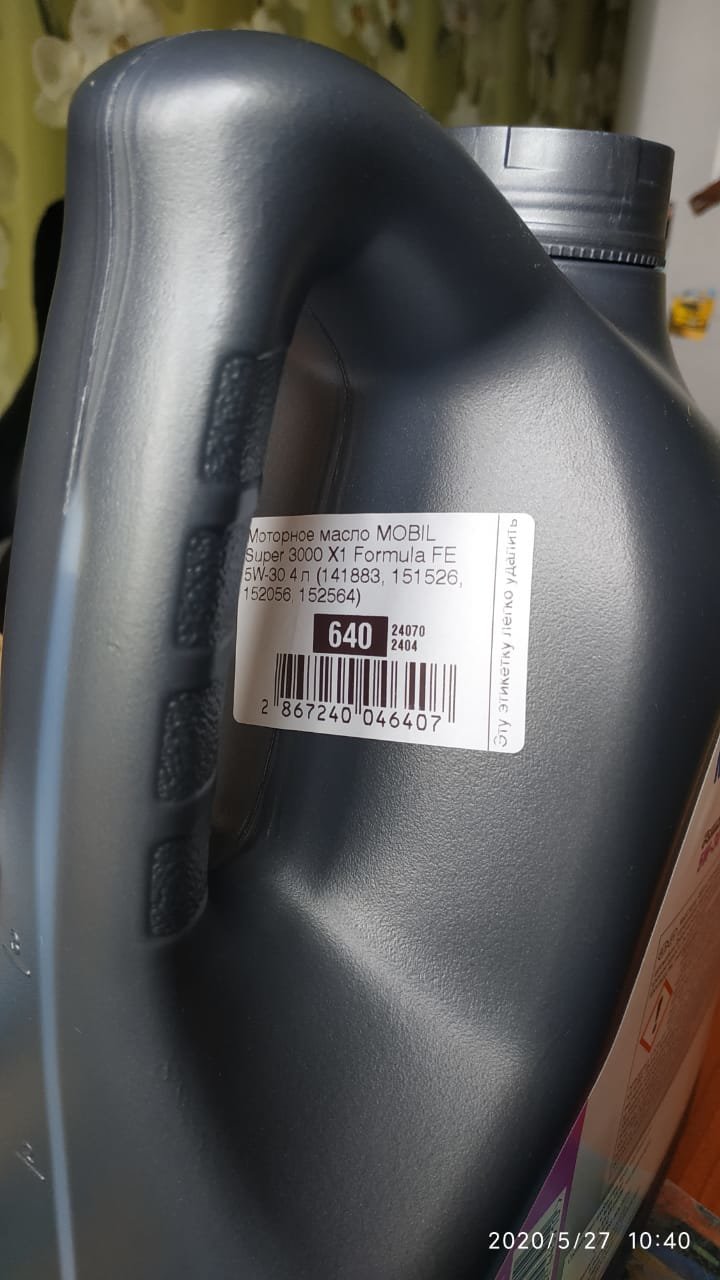 Моторное масло MOBIL
Super 3000 X1 Formula FE
5W-30 4 л (141883, 151526,
152056, 152564)
640
24070
2404
2 867240 046407
Эту этикетку легко удалить
2020/5/27 10:40